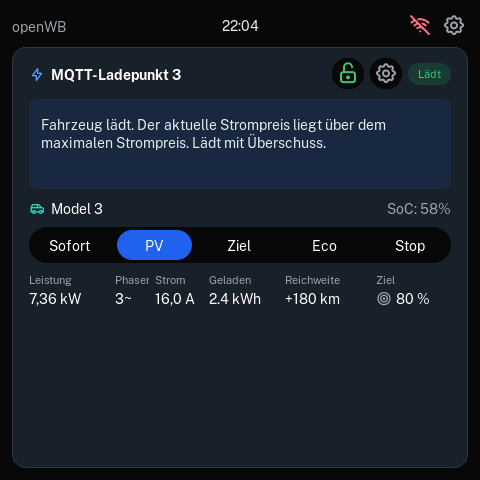 openWB
22:04
MQTT-Ladepunkt 3
Lädt
Fahrzeug lädt. Der aktuelle Strompreis liegt über dem
maximalen Strompreis. Lädt mit Überschuss.
Model 3
SoC: 58%
Sofort PV Ziel Eco Stop
Leistung Phasen Strom Geladen Reichweite Ziel
7,36 kW 3~ 16,0 A 2.4 kWh +180 km 80 %